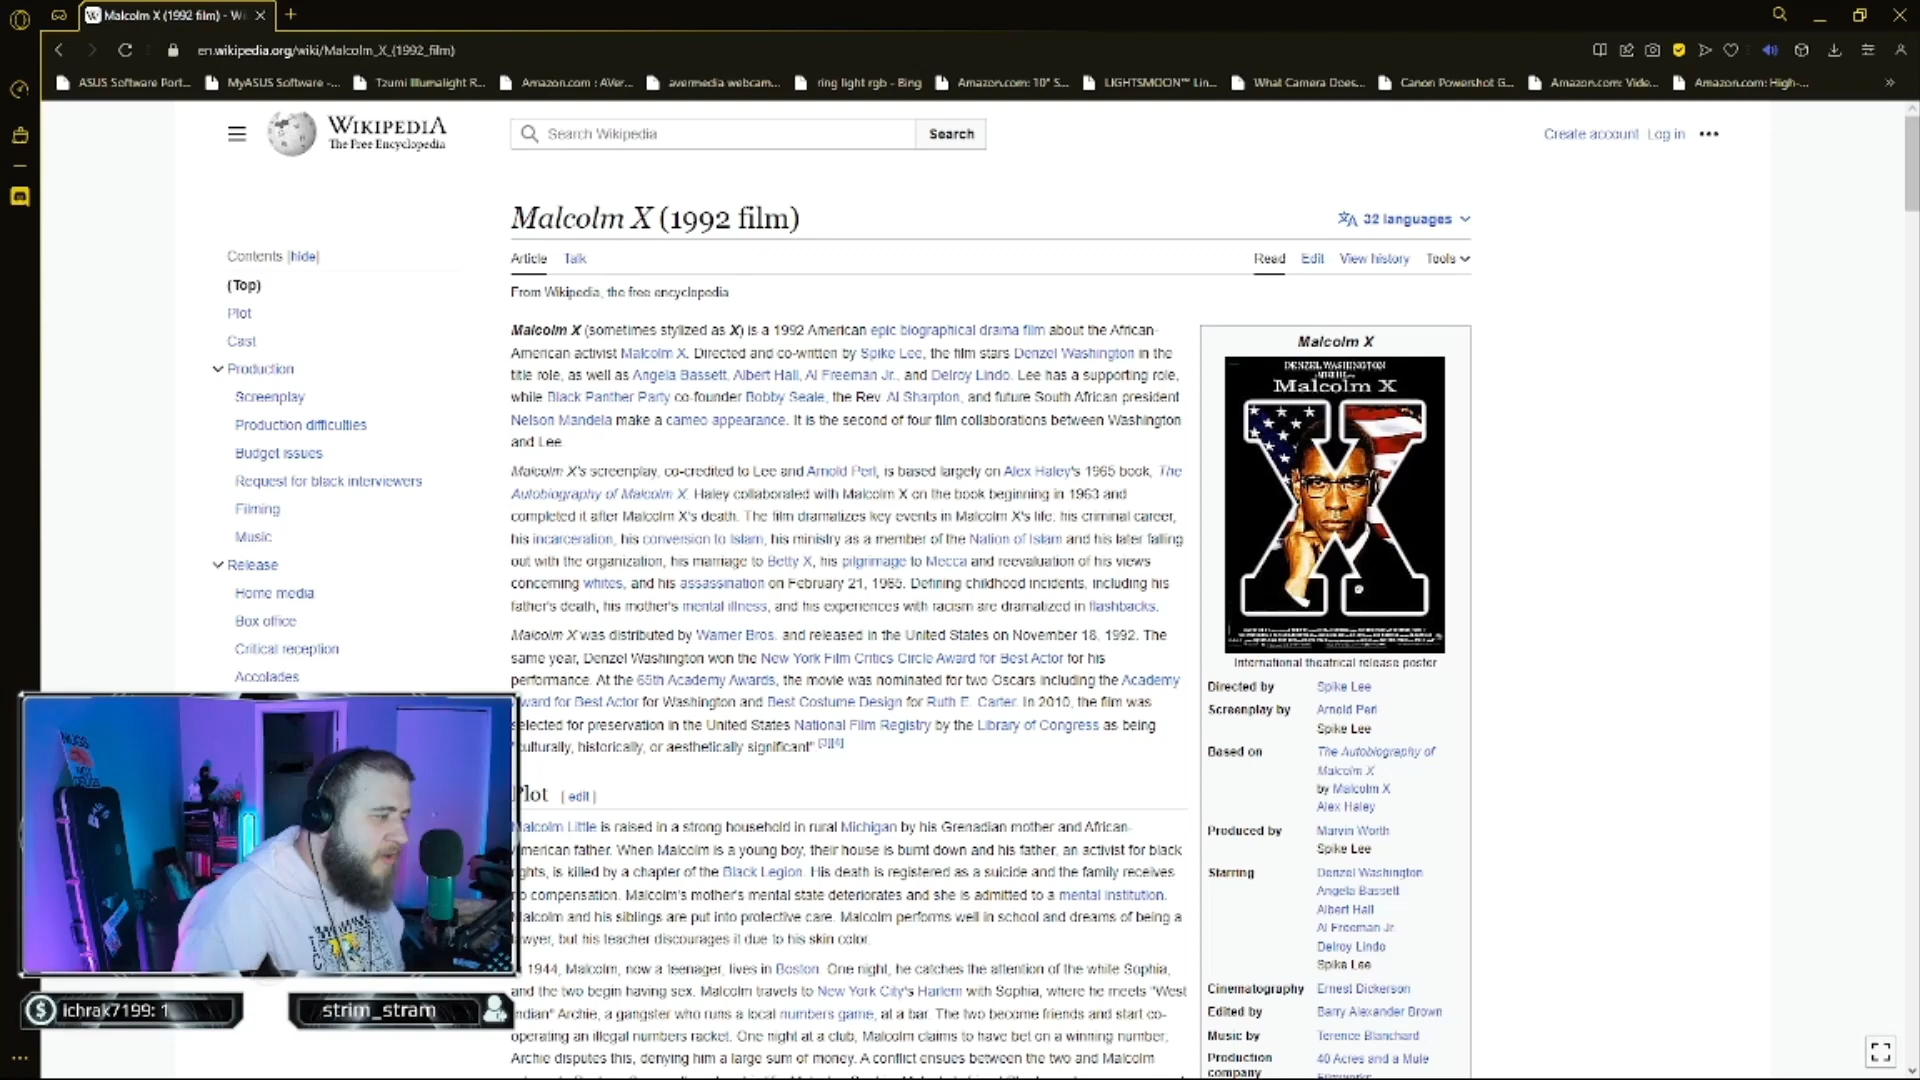 Malcolm X (1992 film) - Wi
en.wikipedia.org/wiki/Malcolm_X_(1992_film)
ASUS Software Port... MyASUS Software -... Tzumi Illumalight R... Amazon.com : AVer... avermedia webcam... ring light rgb - Bing Amazon.com: 10" S... LIGHTSMOON™ Lin... What Camera Does... Canon Powershot G... Amazon.com: Vide... Amazon.com: High-... »
WIKIPEDIA
The Free Encyclopedia
Search Wikipedia
Search
Create account Log in •••
Malcolm X (1992 film)
32 languages
Article Talk
Read Edit View history Tools
From Wikipedia, the free encyclopedia
Contents [hide]
(Top)
Plot
Cast
Production
Screenplay
Production difficulties
Budget issues
Request for black interviewers
Filming
Music
Release
Home media
Box office
Critical reception
Accolades
Malcolm X (sometimes stylized as X) is a 1992 American epic biographical drama film about the African-
American activist Malcolm X. Directed and co-written by Spike Lee, the film stars Denzel Washington in the
title role, as well as Angela Bassett, Albert Hall, Al Freeman Jr., and Delroy Lindo. Lee has a supporting role,
while Black Panther Party co-founder Bobby Seale, the Rev. Al Sharpton, and future South African president
Nelson Mandela make a cameo appearance. It is the second of four film collaborations between Washington
and Lee.
Malcolm X's screenplay, co-credited to Lee and Arnold Perl, is based largely on Alex Haley's 1965 book, The
Autobiography of Malcolm X. Haley collaborated with Malcolm X on the book beginning in 1963 and
completed it after Malcolm X's death. The film dramatizes key events in Malcolm X's life: his criminal career,
his incarceration, his conversion to Islam, his ministry as a member of the Nation of Islam and his later falling
out with the organization, his marriage to Betty X, his pilgrimage to Mecca and reevaluation of his views
concerning whites, and his assassination on February 21, 1965. Defining childhood incidents, including his
father's death, his mother's mental illness, and his experiences with racism are dramatized in flashbacks.
Malcolm X was distributed by Warner Bros. and released in the United States on November 18, 1992. The
same year, Denzel Washington won the New York Film Critics Circle Award for Best Actor for his
performance. At the 65th Academy Awards, the movie was nominated for two Oscars including the Academy
ward for Best Actor for Washington and Best Costume Design for Ruth E. Carter. In 2010, the film was
selected for preservation in the United States National Film Registry by the Library of Congress as being
"culturally, historically, or aesthetically significant".[3][4]
Plot [ edit ]
Malcolm Little is raised in a strong household in rural Michigan by his Grenadian mother and African-
American father. When Malcolm is a young boy, their house is burnt down and his father, an activist for black
ghts, is killed by a chapter of the Black Legion. His death is registered as a suicide and the family receives
o compensation. Malcolm's mother's mental state deteriorates and she is admitted to a mental institution.
Malcolm and his siblings are put into protective care. Malcolm performs well in school and dreams of being a
wyer, but his teacher discourages it due to his skin color.
1944, Malcolm, now a teenager, lives in Boston. One night, he catches the attention of the white Sophia,
and the two begin having sex. Malcolm travels to New York City's Harlem with Sophia, where he meets "West
ndian" Archie, a gangster who runs a local numbers game, at a bar. The two become friends and start co-
operating an illegal numbers racket. One night at a club, Malcolm claims to have bet on a winning number;
Archie disputes this, denying him a large sum of money. A conflict ensues between the two and Malcolm
Malcolm X
DENZEL WASHINGTON
Malcolm X
X
International theatrical release poster
Directed by Spike Lee
Screenplay by Arnold Perl
Spike Lee
Based on The Autobiography of
Malcolm X
by Malcolm X
Alex Haley
Produced by Marvin Worth
Spike Lee
Starring Denzel Washington
Angela Bassett
Albert Hall
Al Freeman Jr.
Delroy Lindo
Spike Lee
Cinematography Ernest Dickerson
Edited by Barry Alexander Brown
Music by Terence Blanchard
Production 40 Acres and a Mule
company Filmworks
NUGS
NOT
DRUGS
$ Ichrak7199: 1
strim_stram